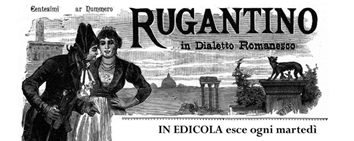 Centesimi ar Nummero
RUGANTINO
in Dialetto Romanesco
IN EDICOLA esce ogni martedì